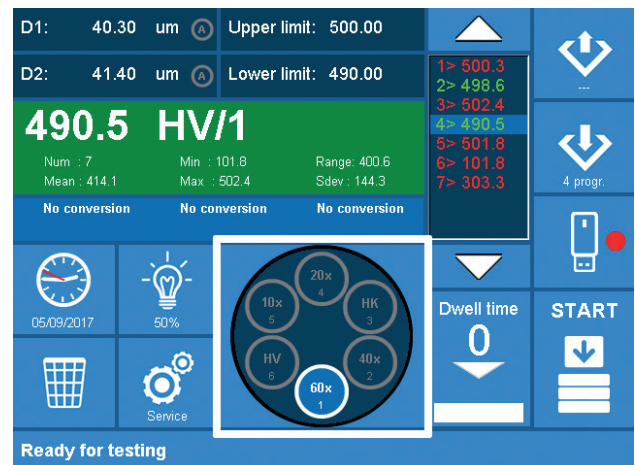 D1: 40.30 um A Upper limit: 500.00
D2: 41.40 um A Lower limit: 490.00
490.5 HV/1
Num : 7 Min : 101.8 Range: 400.6
Mean : 414.1 Max : 502.4 Sdev : 144.3
No conversion No conversion No conversion
1> 500.3
2> 498.6
3> 502.4
4> 490.5
5> 501.8
6> 101.8
7> 303.3
---
4 progr.
05/09/2017
50%
Service
20x
4
10x
5
HK
3
HV
6
40x
2
60x
1
Dwell time
0
START
Ready for testing